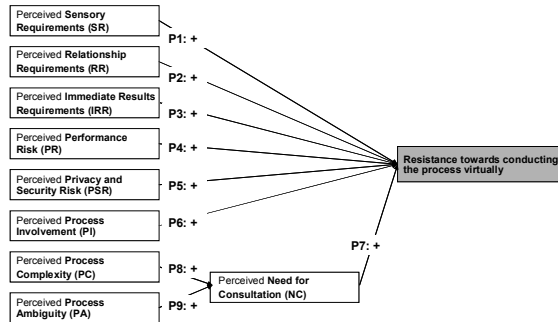 Perceived Sensory
Requirements (SR)
P1: +
Perceived Relationship
Requirements (RR)
P2: +
Perceived Immediate Results
Requirements (IRR)
P3: +
Perceived Performance
Risk (PR)
P4: +
Resistance towards conducting
the process virtually
Perceived Privacy and
Security Risk (PSR)
P5: +
Perceived Process
Involvement (PI)
P6: +
P7: +
Perceived Process
Complexity (PC)
P8: +
Perceived Need for
Consultation (NC)
Perceived Process
Ambiguity (PA)
P9: +